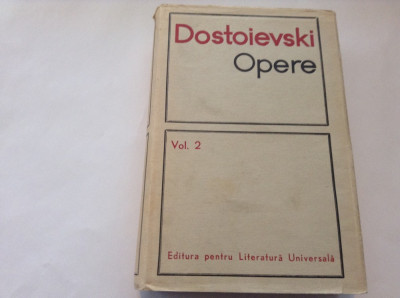 Dostoievski
Opere
Vol. 2
Editura pentru Literatură Universală